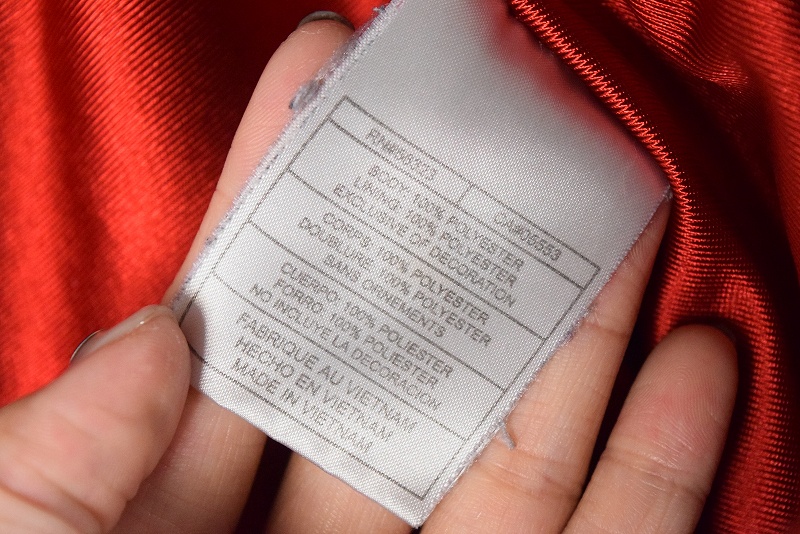 RN#56323 CA#05553
BODY: 100% POLYESTER
LINING: 100% POLYESTER
EXCLUSIVE OF DECORATION
CORPS: 100% POLYESTER
DOUBLURE: 100% POLYESTER
SANS ORNEMENTS
CUERPO: 100% POLIESTER
FORRO: 100% POLIESTER
NO INCLUYE LA DECORACION
FABRIQUE AU VIETNAM
HECHO EN VIETNAM
MADE IN VIETNAM